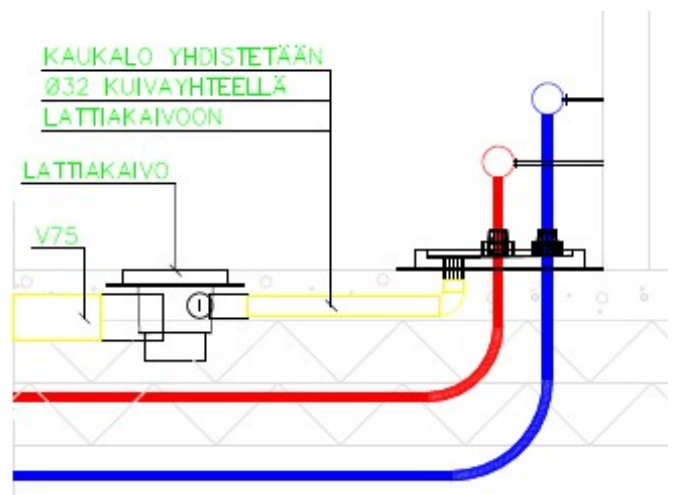 KAUKALO YHDISTETÄÄN
Ø32 KUIVAYHTEELLÄ
LATTIAKAIVOON
LATTIAKAIVO
V75